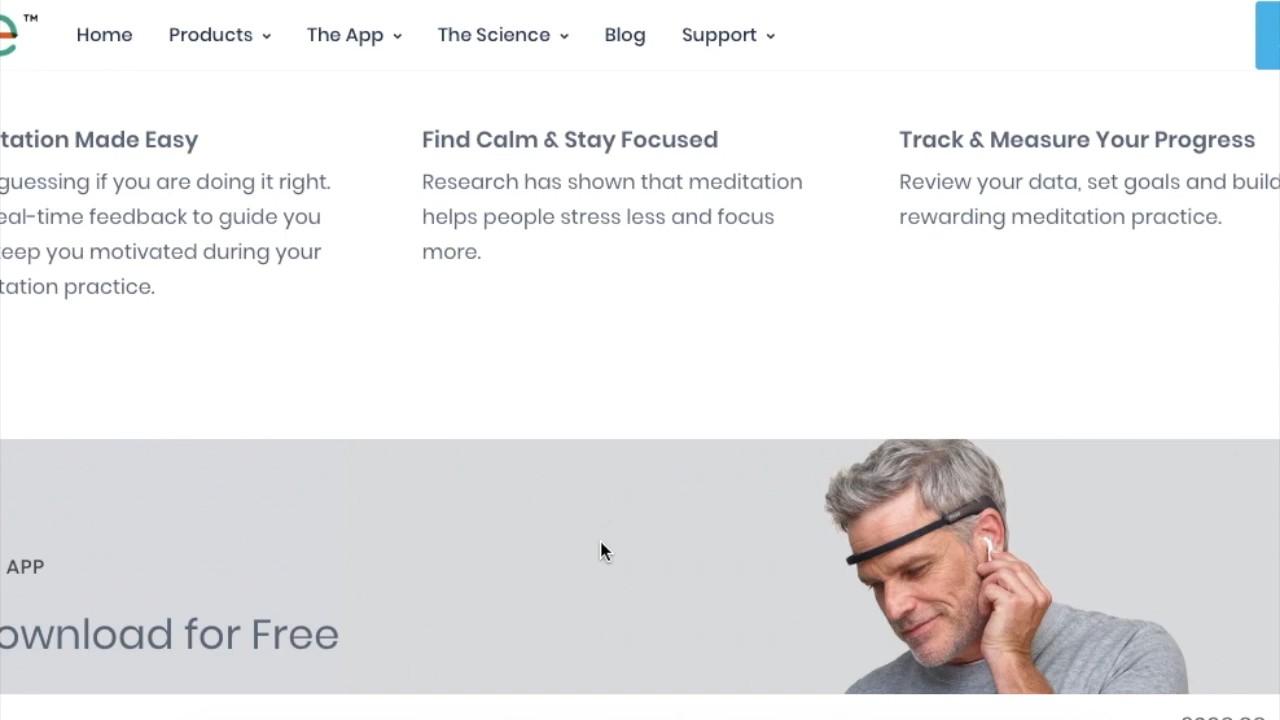 ™
Home Products The App The Science Blog Support
tation Made Easy
guessing if you are doing it right.
eal-time feedback to guide you
keep you motivated during your
tation practice.
Find Calm & Stay Focused
Research has shown that meditation
helps people stress less and focus
more.
Track & Measure Your Progress
Review your data, set goals and build
rewarding meditation practice.
APP
ownload for Free